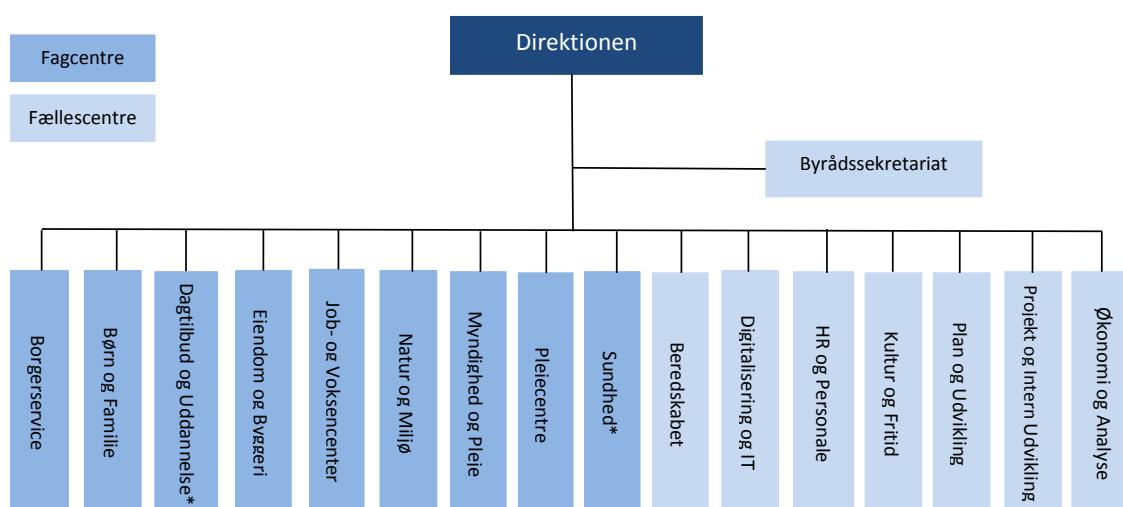 Direktionen
Fagcentre
Fællescentre
Byrådssekretariat
Borgerservice
Børn og Familie
Dagtilbud og Uddannelse*
Eiendom og Byggeri
Job- og Voksencenter
Natur og Miljø
Myndighed og Pleje
Plejecentre
Sundhed*
Beredskabet
Digitalisering og IT
HR og Personale
Kultur og Fritid
Plan og Udvikling
Projekt og Intern Udvikling
Økonomi og Analyse